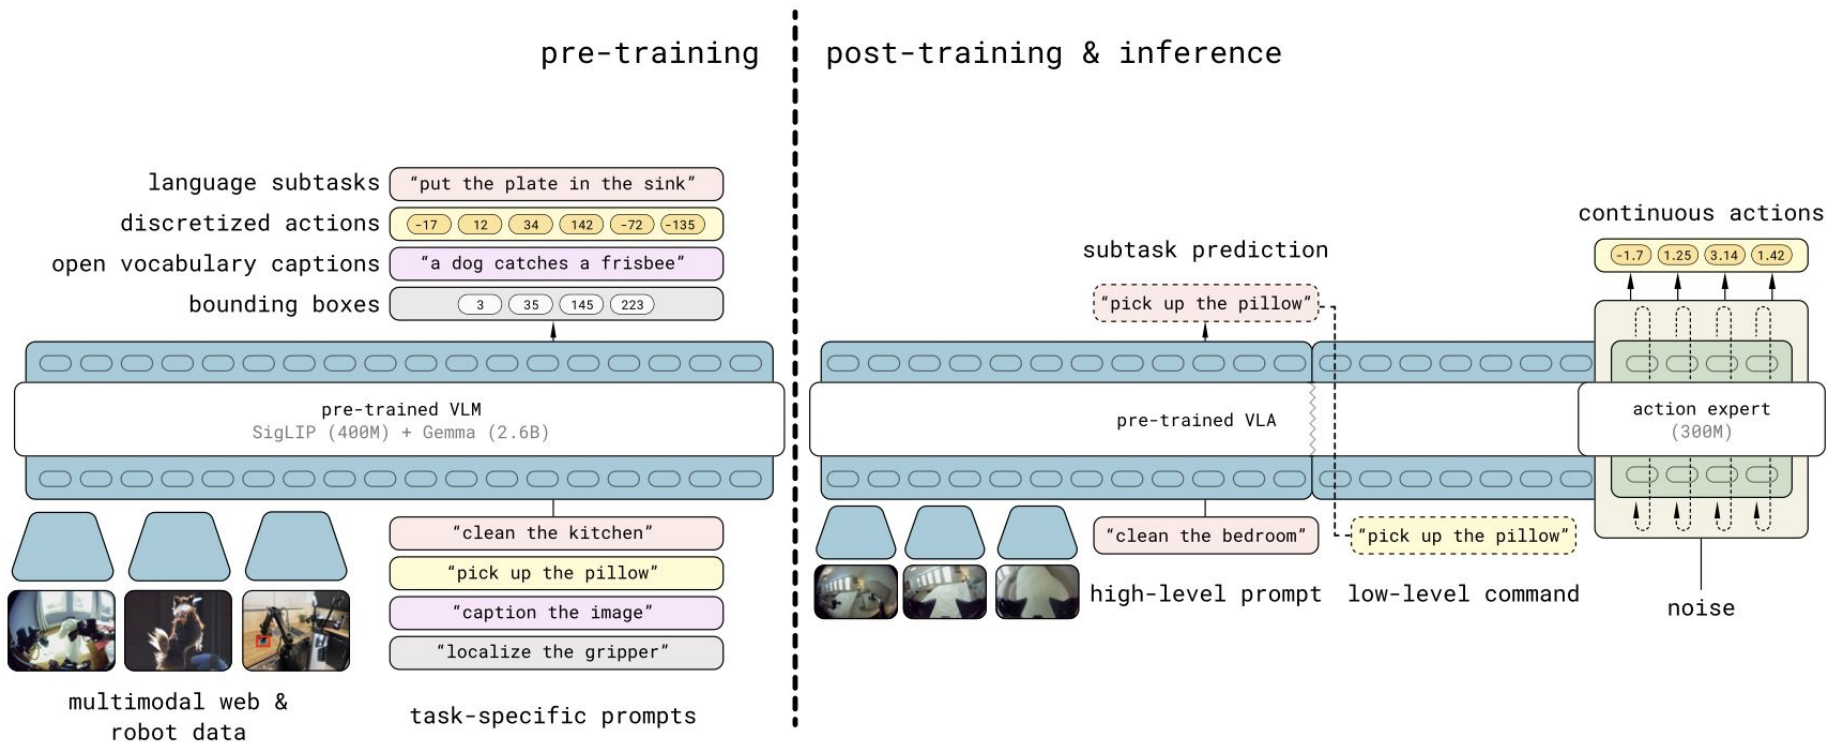 pre-training
post-training & inference
language subtasks
“put the plate in the sink”
discretized actions
-17 12 34 142 -72 -135
open vocabulary captions
“a dog catches a frisbee”
bounding boxes
3 35 145 223
pre-trained VLM
SigLIP (400M) + Gemma (2.6B)
“clean the kitchen”
“pick up the pillow”
“caption the image”
“localize the gripper”
multimodal web &
robot data
task-specific prompts
subtask prediction
“pick up the pillow”
continuous actions
-1.7 1.25 3.14 1.42
pre-trained VLA
action expert
(300M)
“clean the bedroom”
“pick up the pillow”
high-level prompt
low-level command
noise